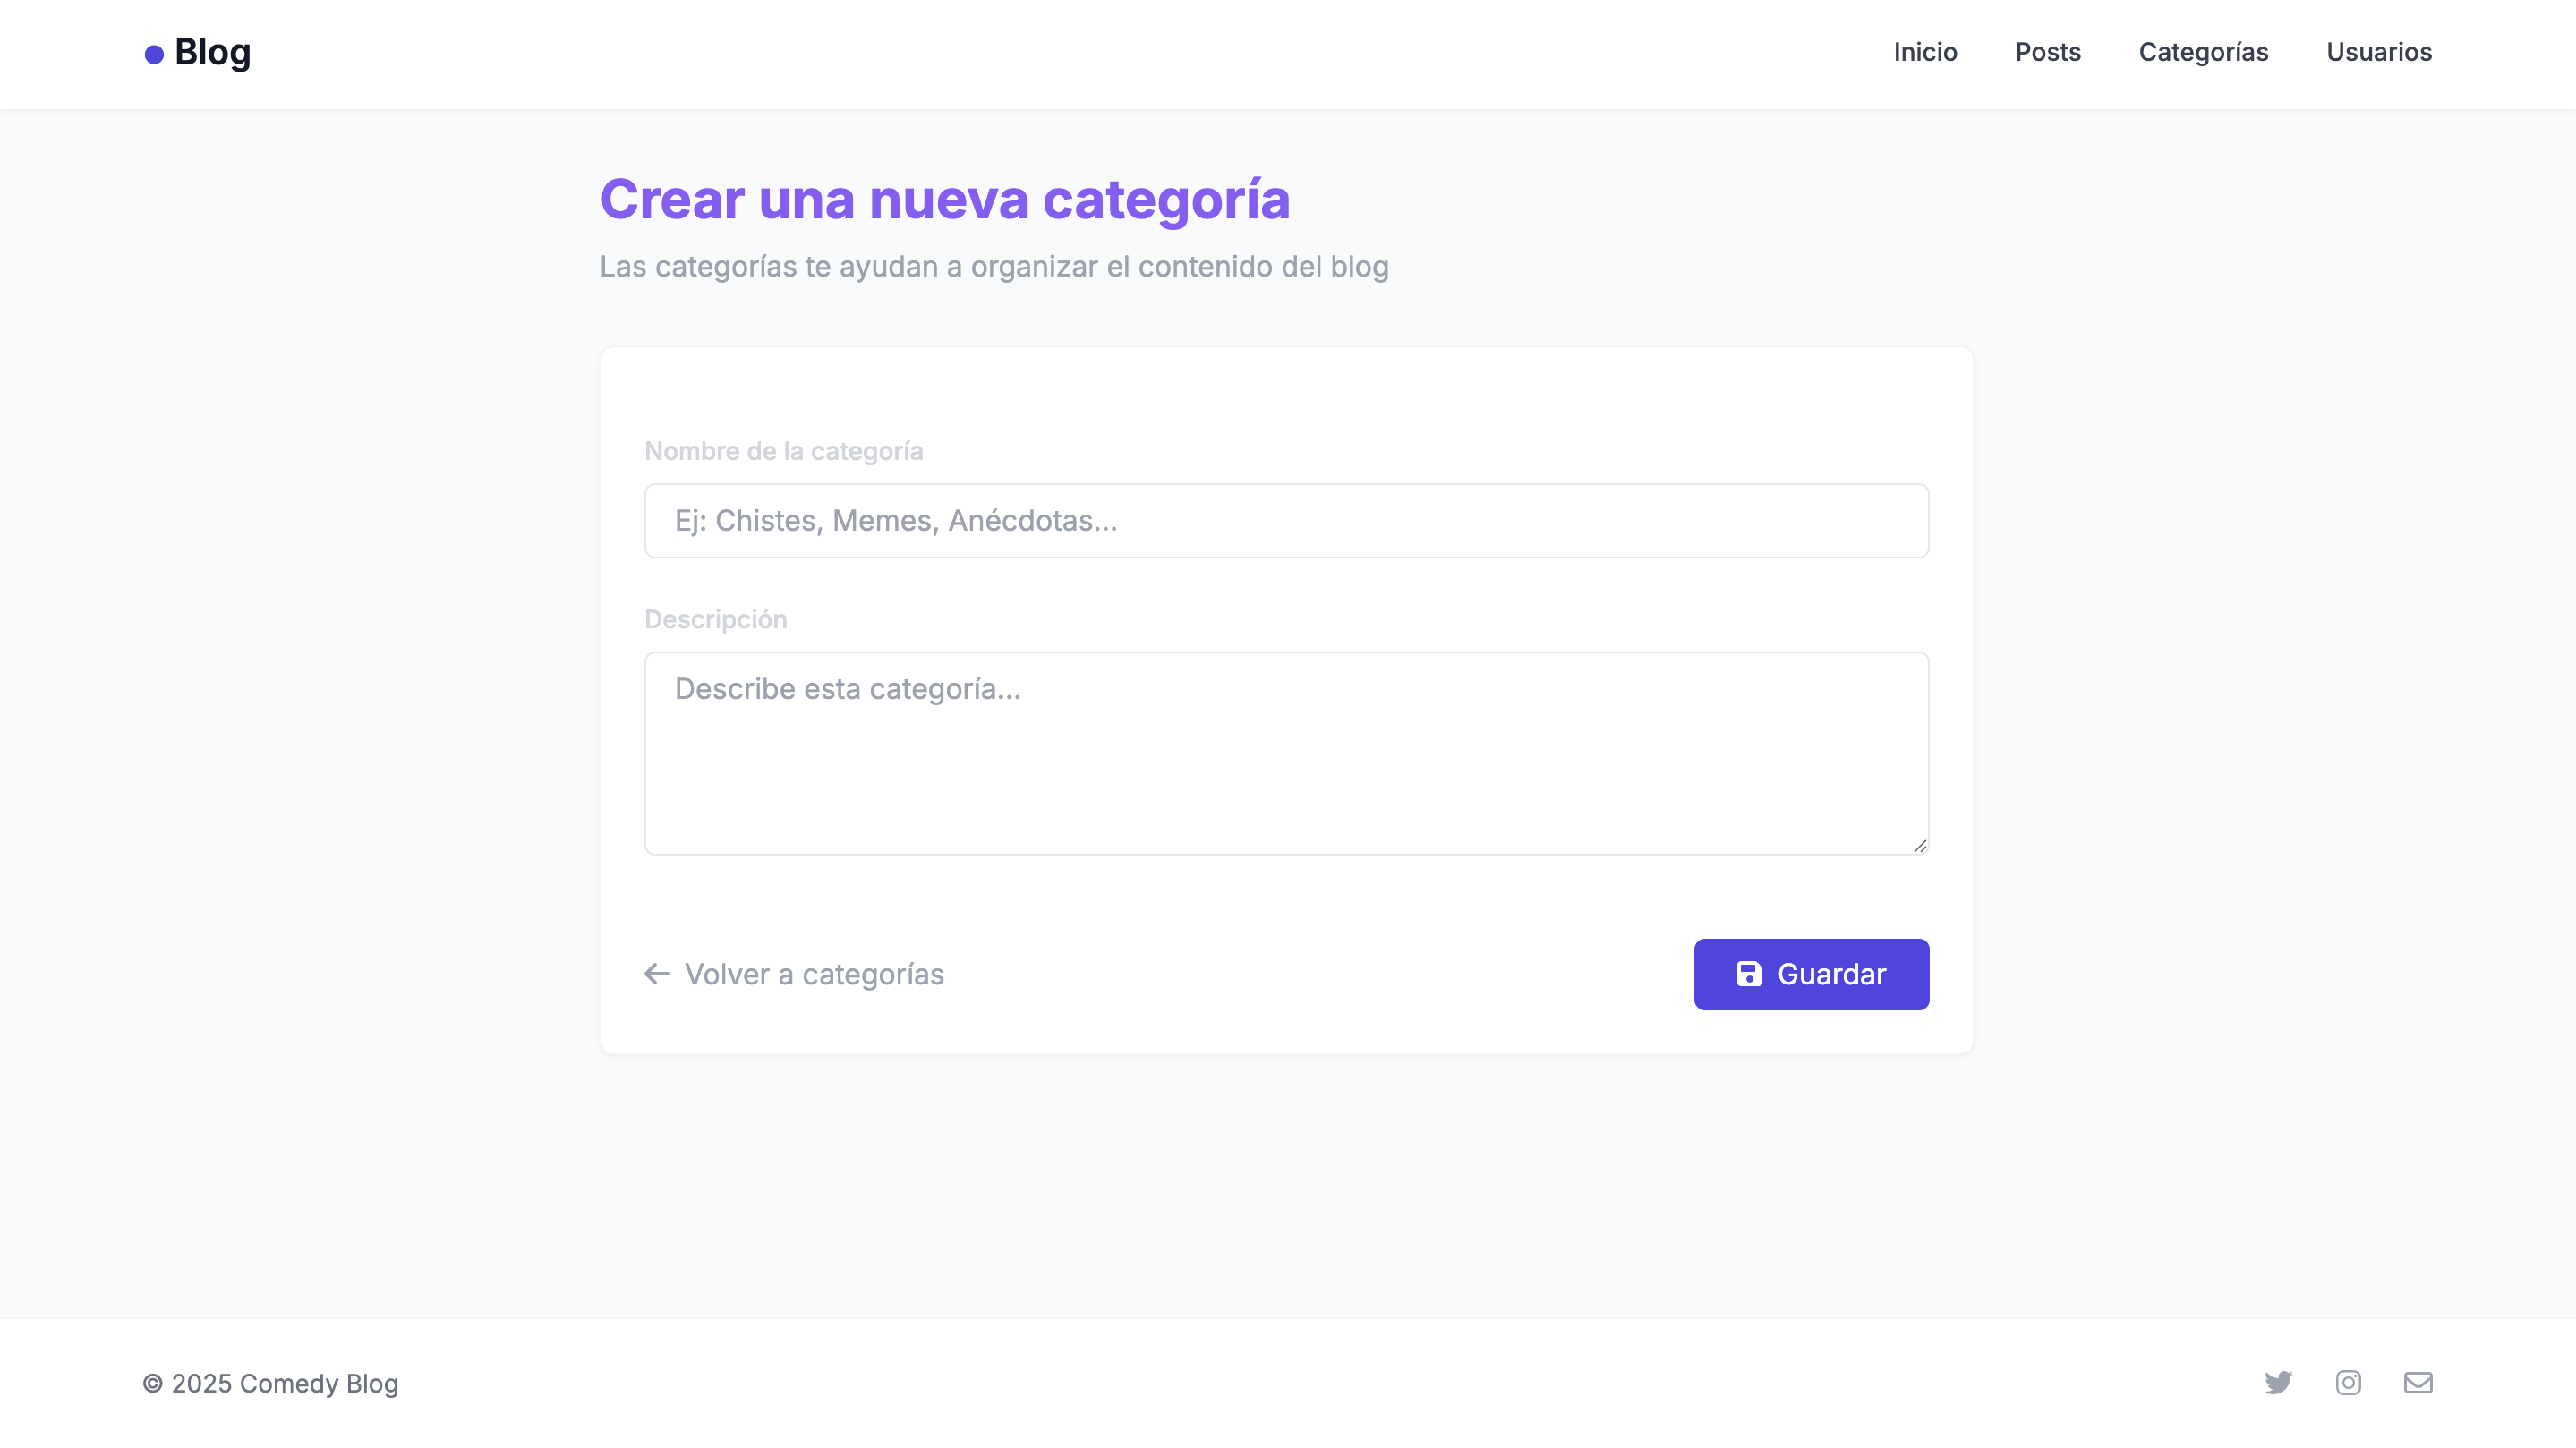 Blog
Inicio Posts Categorías Usuarios
Crear una nueva categoría
Las categorías te ayudan a organizar el contenido del blog
Nombre de la categoría
Ej: Chistes, Memes, Anécdotas...
Descripción
Describe esta categoría...
Volver a categorías
Guardar
© 2025 Comedy Blog